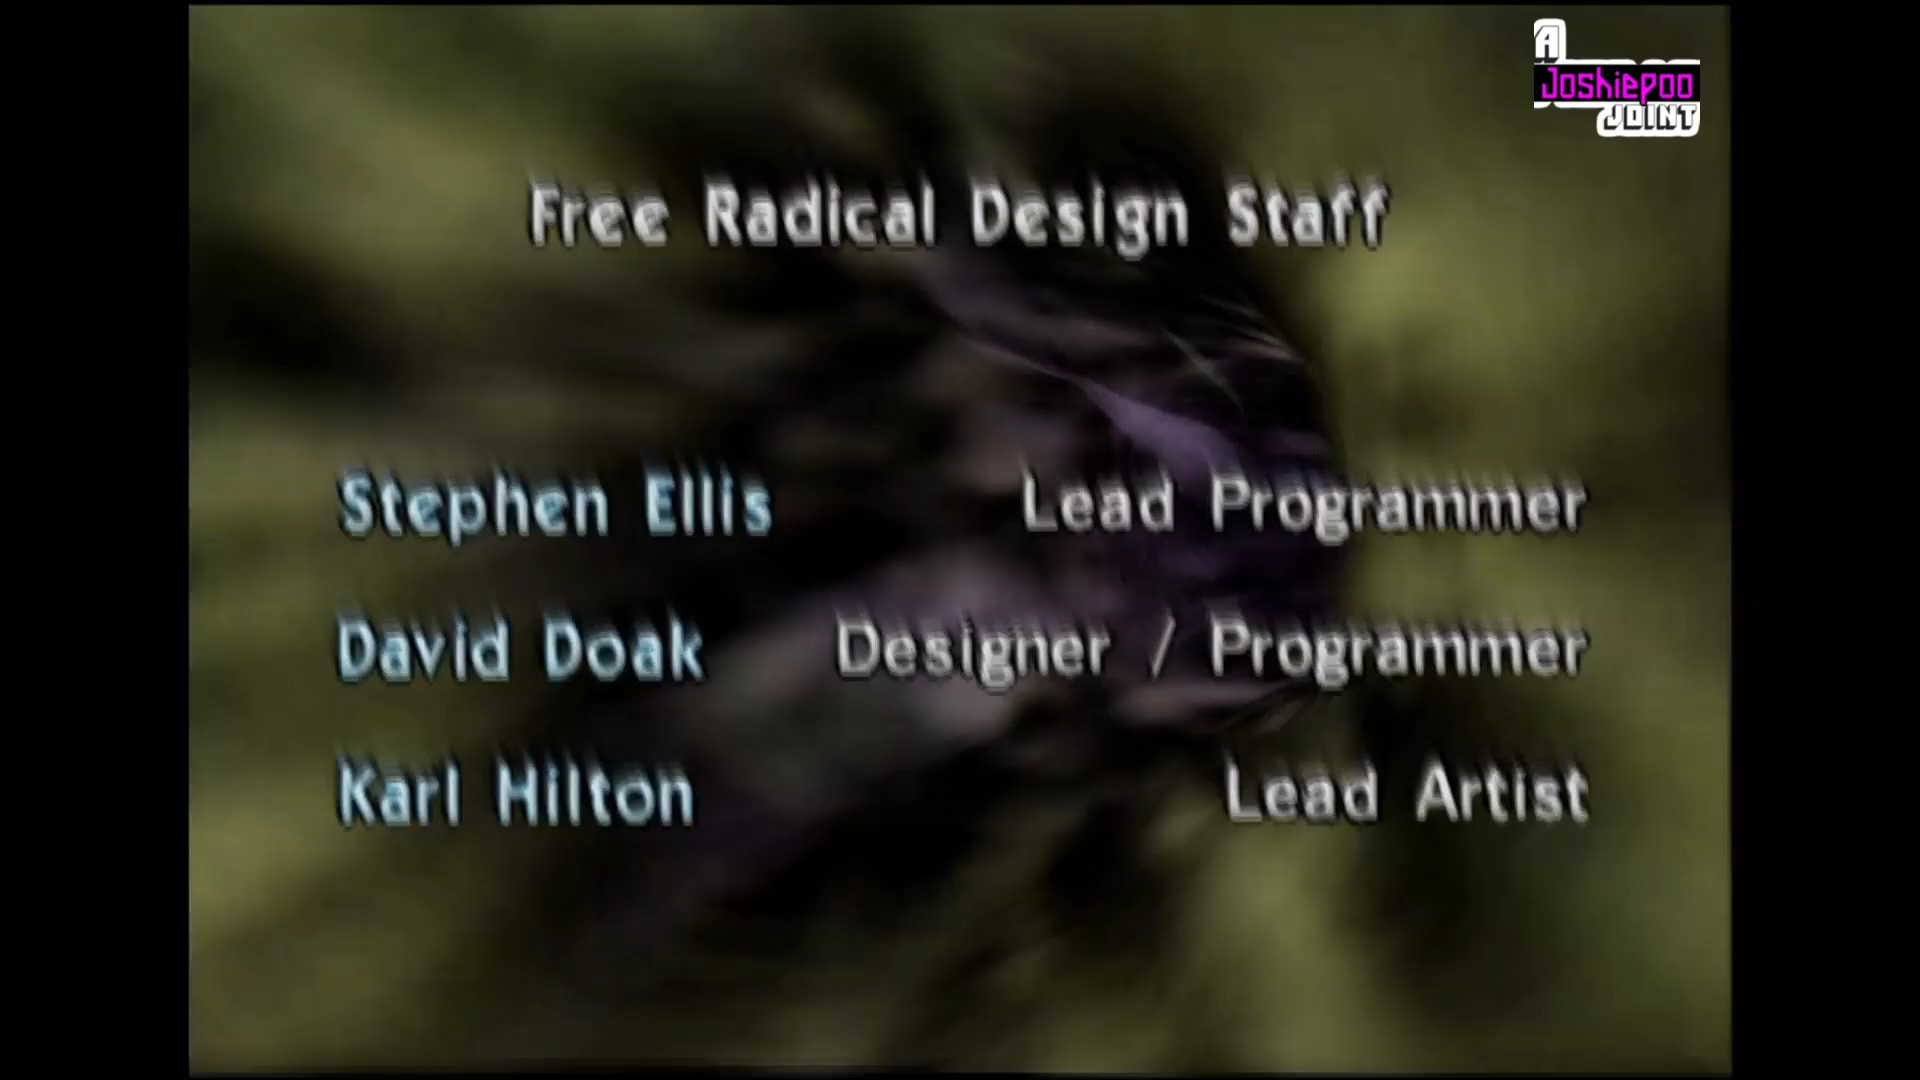 A
Joshiepoo
JOINT
Free Radical Design Staff
Stephen Ellis Lead Programmer
David Doak Designer / Programmer
Karl Hilton Lead Artist